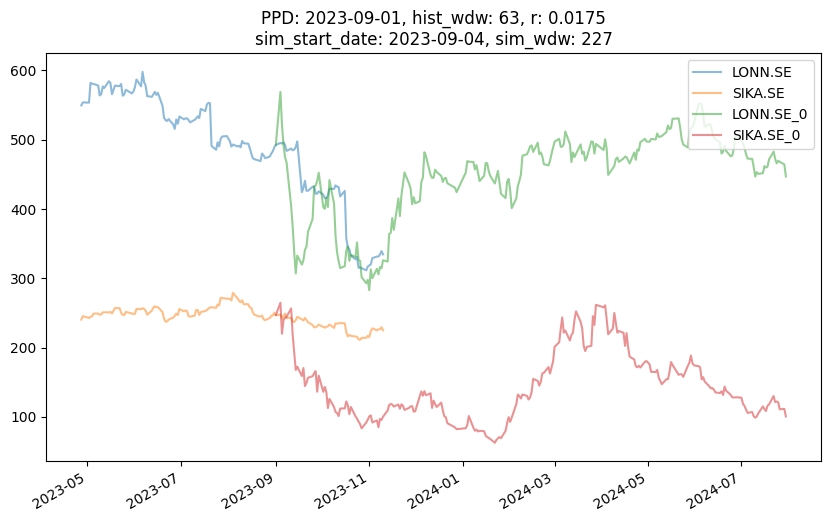 PPD: 2023-09-01, hist_wdw: 63, r: 0.0175
sim_start_date: 2023-09-04, sim_wdw: 227
LONN.SE
SIKA.SE
LONN.SE_0
SIKA.SE_0
600
500
400
300
200
100
2023-05
2023-07
2023-09
2023-11
2024-01
2024-03
2024-05
2024-07